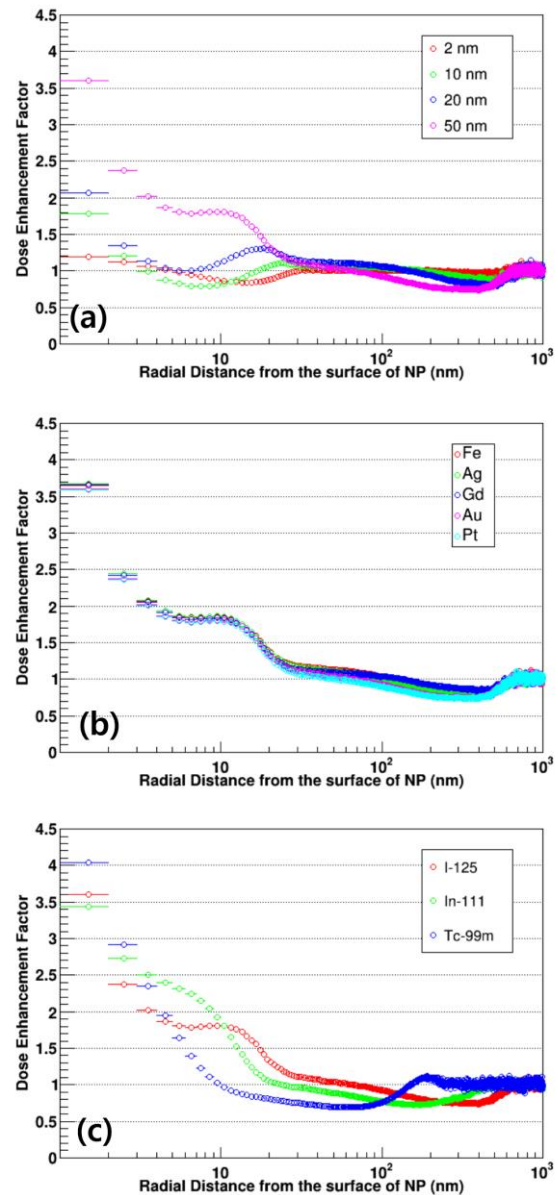 Dose Enhancement Factor
4.5
4
3.5
3
2.5
2
1.5
1
0.5
0
2 nm
10 nm
20 nm
50 nm
(a)
10
10²
10³
Radial Distance from the surface of NP (nm)
Dose Enhancement Factor
4.5
4
3.5
3
2.5
2
1.5
1
0.5
0
Fe
Ag
Gd
Au
Pt
(b)
10
10²
10³
Radial Distance from the surface of NP (nm)
Dose Enhancement Factor
4.5
4
3.5
3
2.5
2
1.5
1
0.5
0
I-125
In-111
Tc-99m
(c)
10
10²
10³
Radial Distance from the surface of NP (nm)